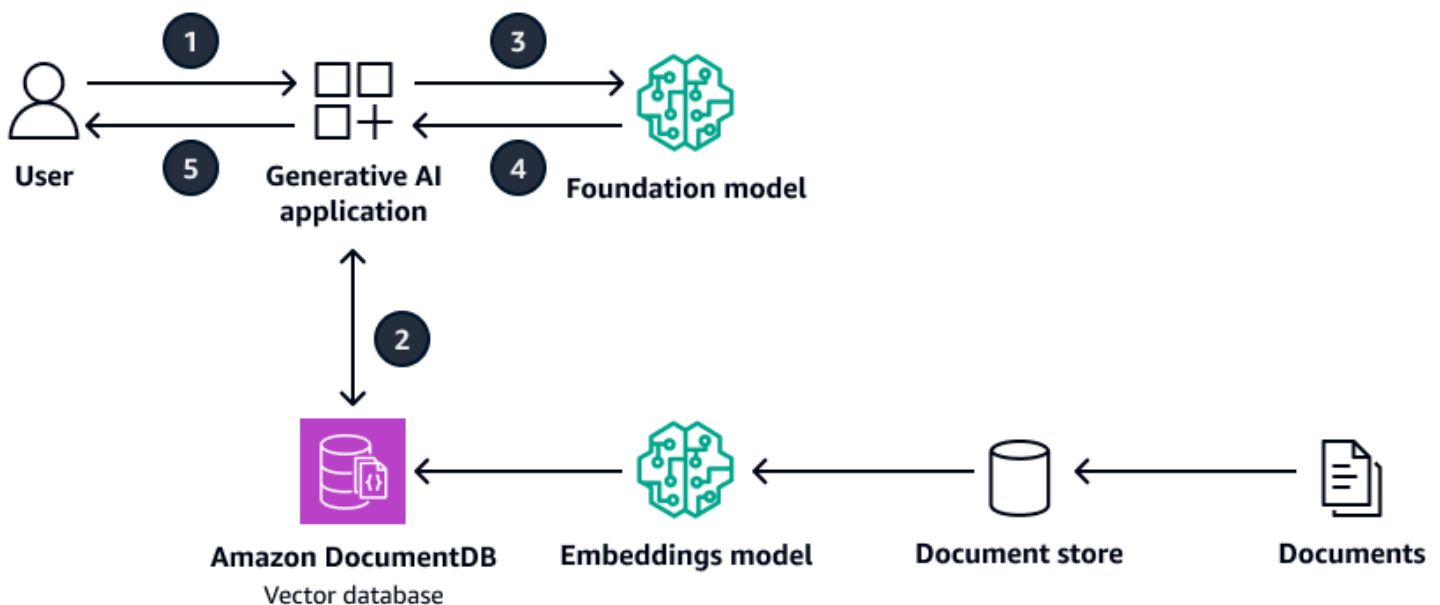 1
3
5
4
User
Generative AI
application
Foundation model
2
Amazon DocumentDB
Vector database
Embeddings model
Document store
Documents